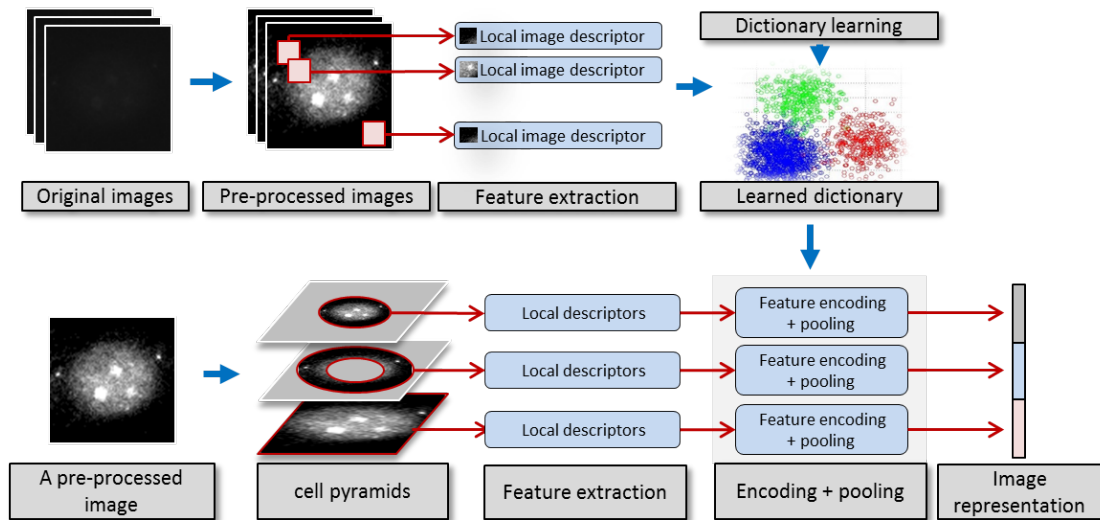 Local image descriptor
Local image descriptor
Local image descriptor
Dictionary learning
Original images
Pre-processed images
Feature extraction
Learned dictionary
Local descriptors
Feature encoding
+ pooling
Local descriptors
Feature encoding
+ pooling
Local descriptors
Feature encoding
+ pooling
A pre-processed
image
cell pyramids
Feature extraction
Encoding + pooling
Image
representation